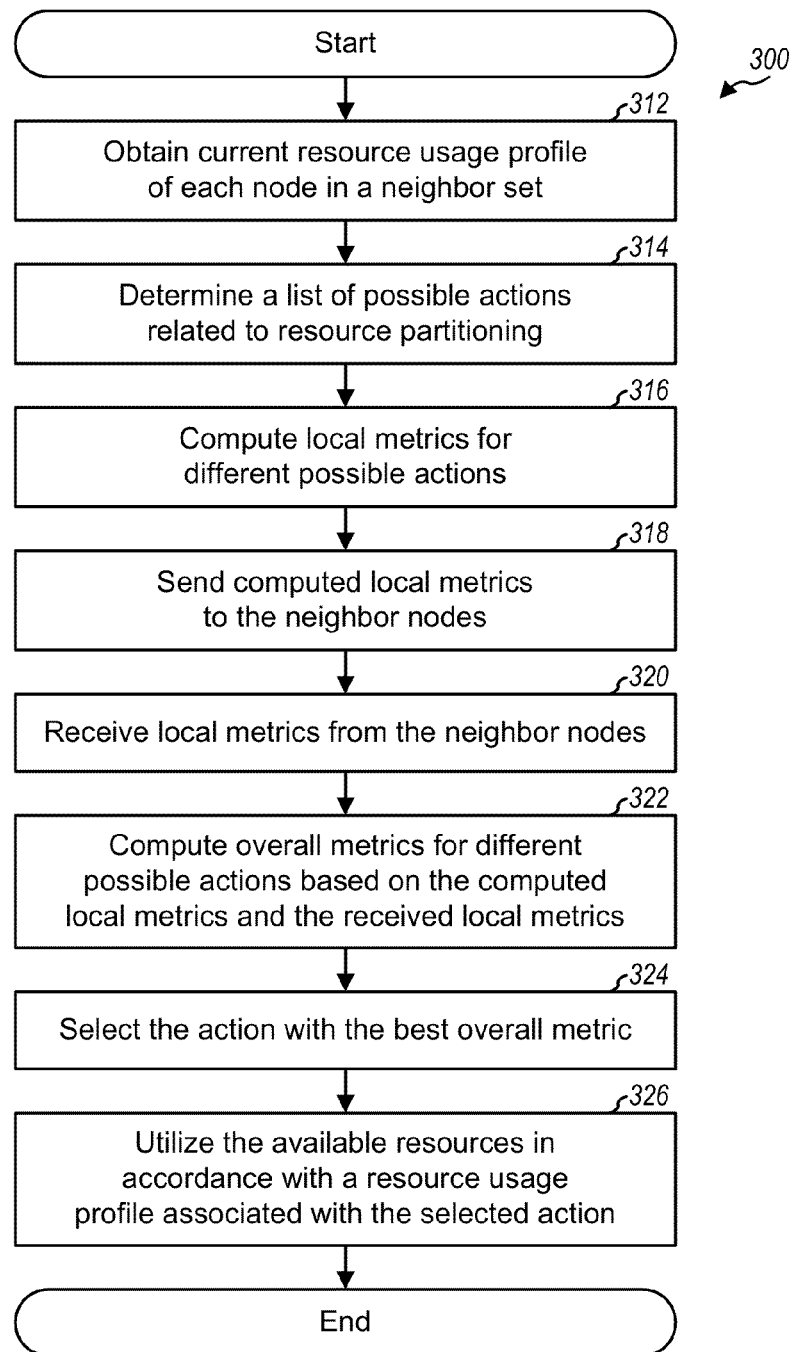 Start
300
312
Obtain current resource usage profile
of each node in a neighbor set
314
Determine a list of possible actions
related to resource partitioning
316
Compute local metrics for
different possible actions
318
Send computed local metrics
to the neighbor nodes
320
Receive local metrics from the neighbor nodes
322
Compute overall metrics for different
possible actions based on the computed
local metrics and the received local metrics
324
Select the action with the best overall metric
326
Utilize the available resources in
accordance with a resource usage
profile associated with the selected action
End